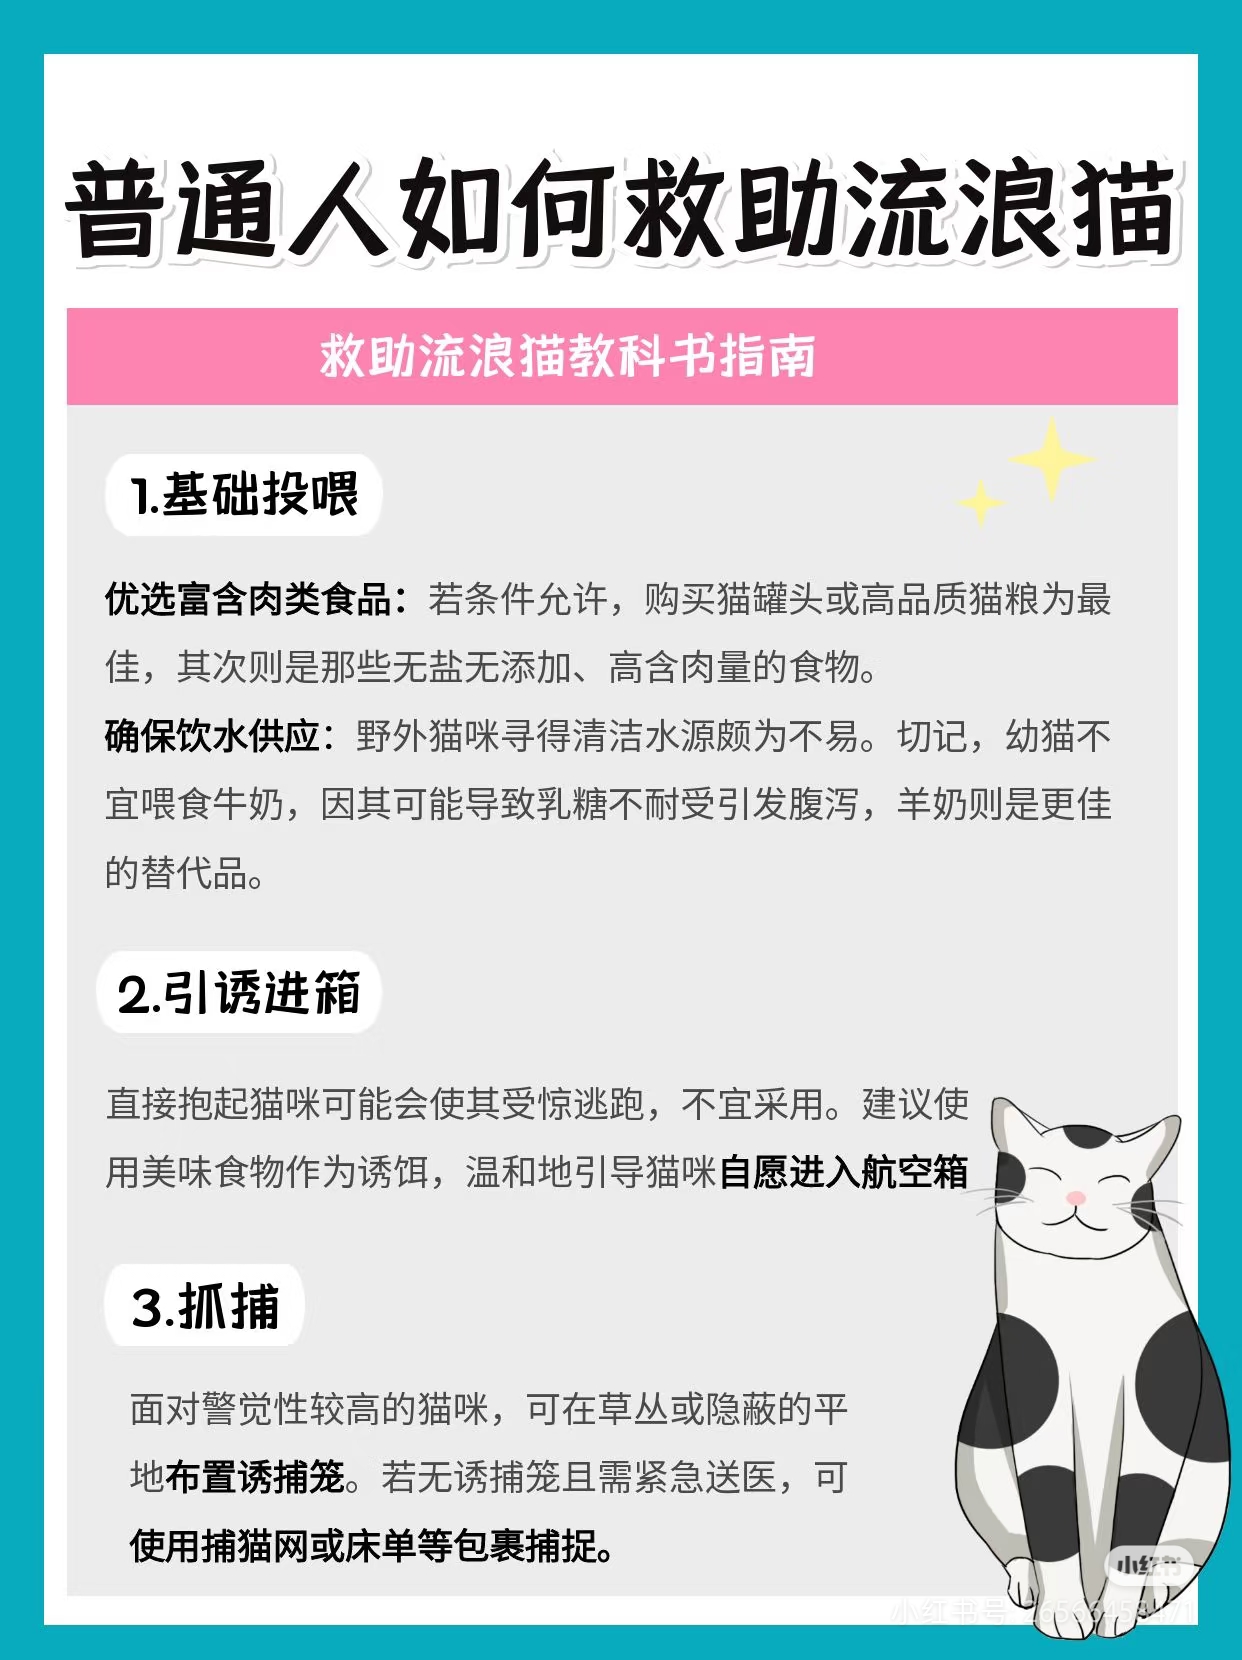 普通人如何救助流浪猫
救助流浪猫教科书指南
1.基础投喂
优选富含肉类食品：若条件允许，购买猫罐头或高品质猫粮为最
佳，其次则是那些无盐无添加、高含肉量的食物。
确保饮水供应：野外猫咪寻得清洁水源颇为不易。切记，幼猫不
宜喂食牛奶，因其可能导致乳糖不耐受引发腹泻，羊奶则是更佳
的替代品。
2.引诱进箱
直接抱起猫咪可能会使其受惊逃跑，不宜采用。建议使
用美味食物作为诱饵，温和地引导猫咪自愿进入航空箱
3.抓捕
面对警觉性较高的猫咪，可在草丛或隐蔽的平
地布置诱捕笼。若无诱捕笼且需紧急送医，可
使用捕猫网或床单等包裹捕捉。
小红书
小红书号